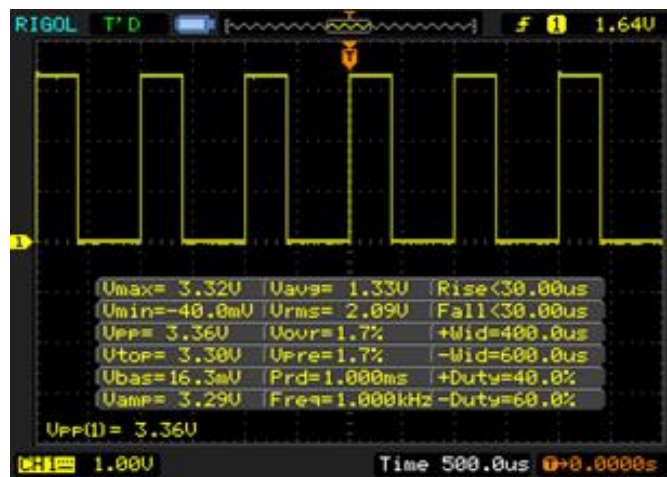 RIGOL T'D f 1 1.64V
T
1
Vmax= 3.32V Vavg= 1.33V Rise<30.00us
Vmin=-40.0mV Vrms= 2.09V Fall<30.00us
Vpp= 3.36V Vovr=1.7% +Wid=400.0us
Vtop= 3.30V Vpre=1.7% -Wid=600.0us
Vbas=16.3mV Prd=1.000ms +Duty=40.0%
Vamp= 3.29V Freq=1.000kHz -Duty=60.0%
Vpp(1)= 3.36V
CH1 1.00V Time 500.0us T→0.0000s